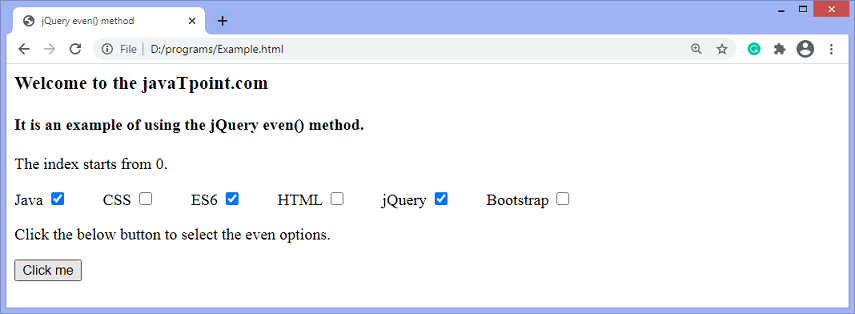 jQuery even() method
File D:/programs/Example.html
Welcome to the javaTpoint.com
It is an example of using the jQuery even() method.
The index starts from 0.
Java CSS ES6 HTML jQuery Bootstrap
Click the below button to select the even options.
Click me